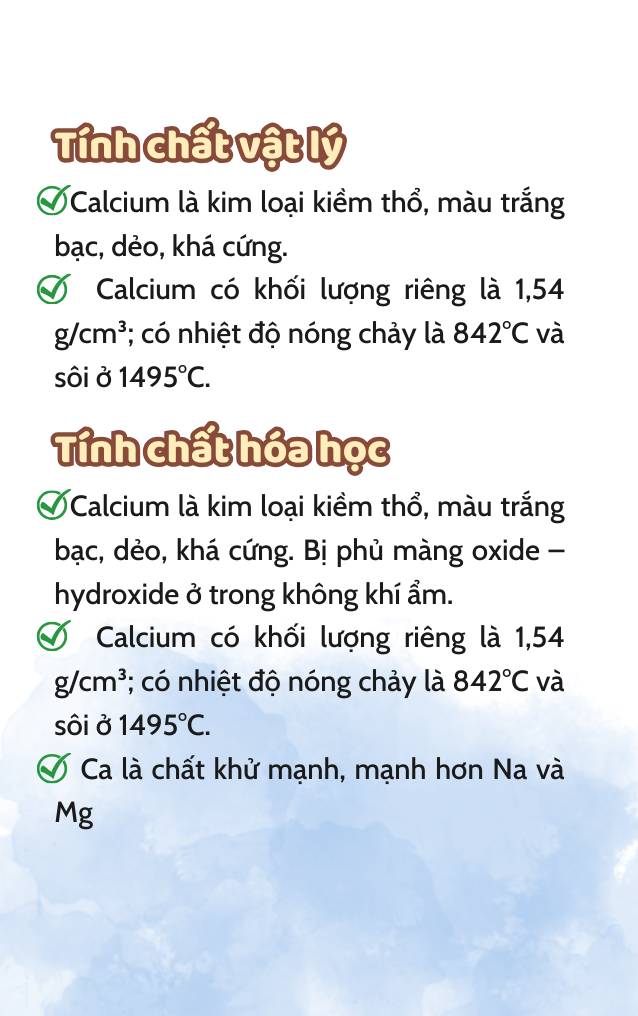 Tính chất vật lý
Calcium là kim loại kiềm thổ, màu trắng
bạc, dẻo, khá cứng.
Calcium có khối lượng riêng là 1,54
g/cm³; có nhiệt độ nóng chảy là 842°C và
sôi ở 1495°C.
Tính chất hóa học
Calcium là kim loại kiềm thổ, màu trắng
bạc, dẻo, khá cứng. Bị phủ màng oxide –
hydroxide ở trong không khí ẩm.
Calcium có khối lượng riêng là 1,54
g/cm³; có nhiệt độ nóng chảy là 842°C và
sôi ở 1495°C.
Ca là chất khử mạnh, mạnh hơn Na và
Mg